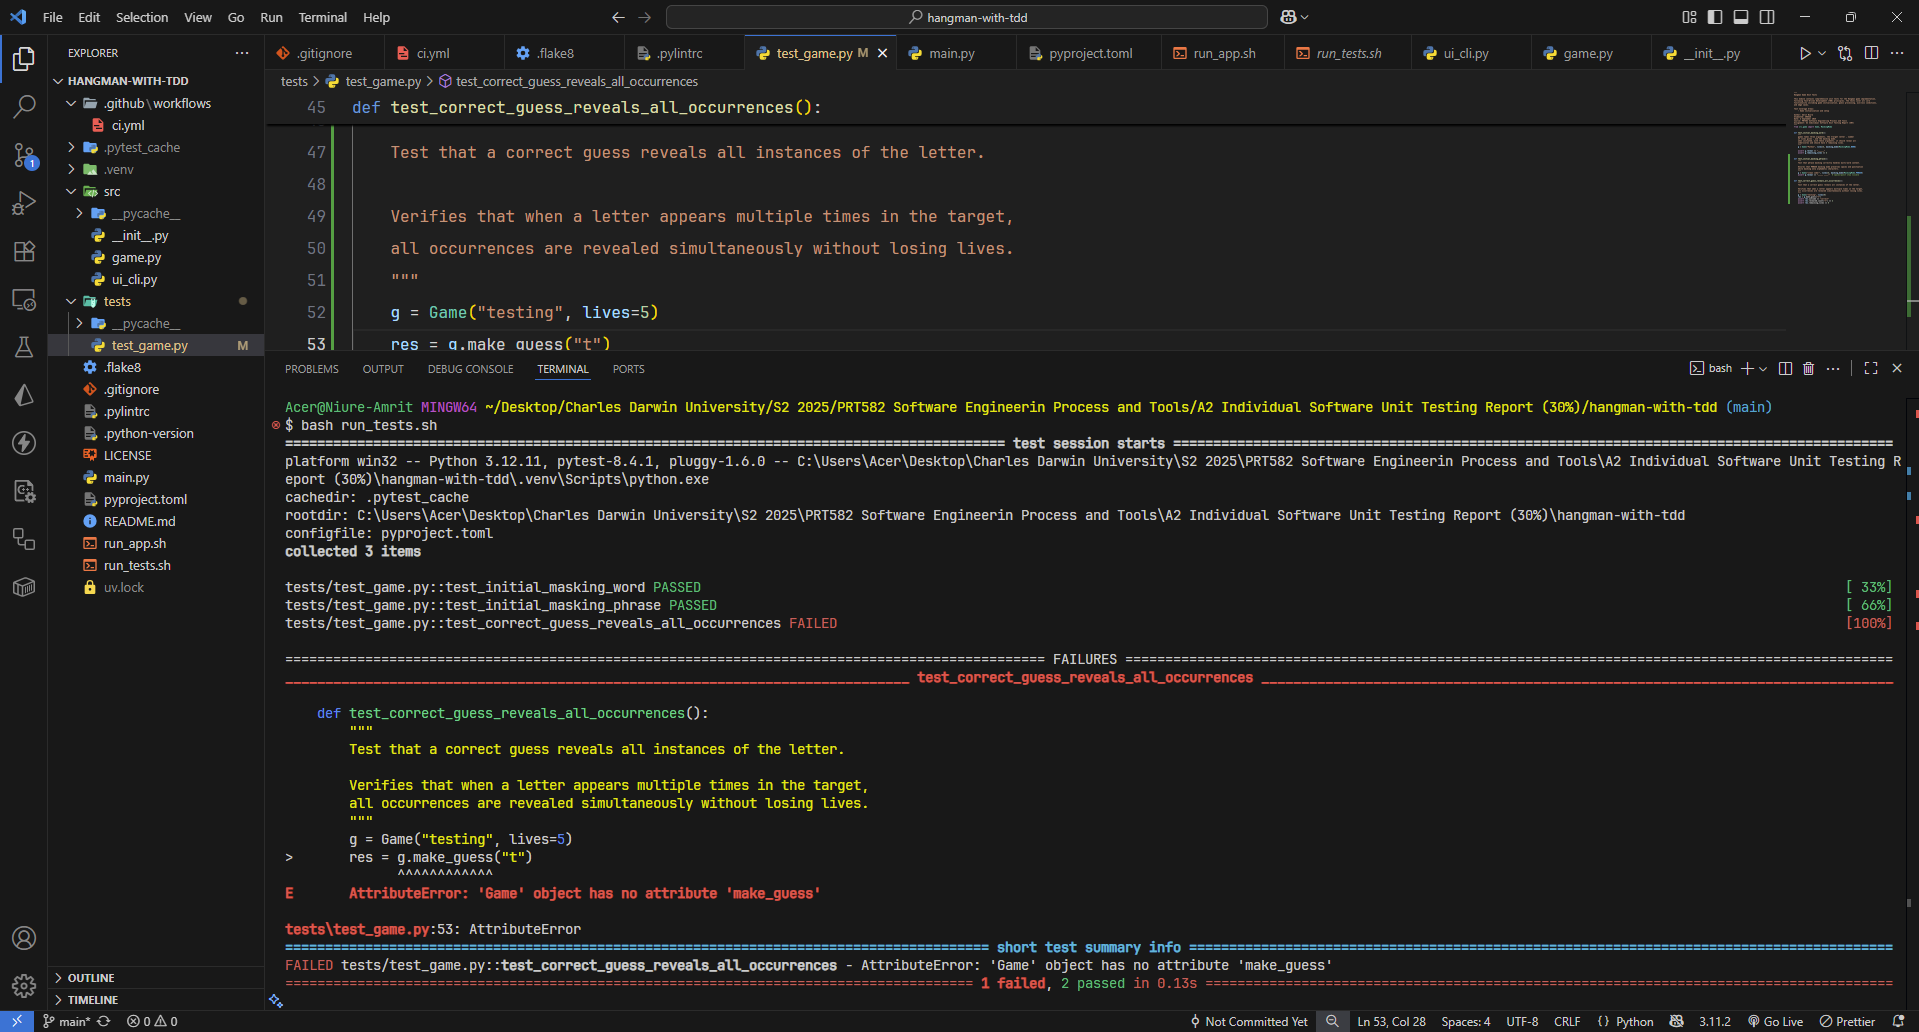 File Edit Selection View Go Run Terminal Help
hangman-with-tdd
EXPLORER
HANGMAN-WITH-TDD
.github\workflows
ci.yml
.pytest_cache
.venv
src
__pycache__
__init__.py
game.py
ui_cli.py
tests
__pycache__
test_game.py M
.flake8
.gitignore
.pylintrc
.python-version
LICENSE
main.py
pyproject.toml
README.md
run_app.sh
run_tests.sh
uv.lock
OUTLINE
TIMELINE
1
.gitignore ci.yml .flake8 .pylintrc test_game.py M main.py pyproject.toml run_app.sh run_tests.sh ui_cli.py game.py __init__.py
tests > test_game.py > test_correct_guess_reveals_all_occurrences
45 def test_correct_guess_reveals_all_occurrences():
47 Test that a correct guess reveals all instances of the letter.
48
49 Verifies that when a letter appears multiple times in the target,
50 all occurrences are revealed simultaneously without losing lives.
51 """
52 g = Game("testing", lives=5)
53 res = g.make_guess("t")
PROBLEMS OUTPUT DEBUG CONSOLE TERMINAL PORTS
bash
Acer@Niure-Amrit MINGW64 ~/Desktop/Charles Darwin University/S2 2025/PRT582 Software Engineerin Process and Tools/A2 Individual Software Unit Testing Report (30%)/hangman-with-tdd (main)
$ bash run_tests.sh
test session starts
platform win32 -- Python 3.12.11, pytest-8.4.1, pluggy-1.6.0 -- C:\Users\Acer\Desktop\Charles Darwin University\S2 2025\PRT582 Software Engineerin Process and Tools\A2 Individual Software Unit Testing R
eport (30%)\hangman-with-tdd\.venv\Scripts\python.exe
cachedir: .pytest_cache
rootdir: C:\Users\Acer\Desktop\Charles Darwin University\S2 2025\PRT582 Software Engineerin Process and Tools\A2 Individual Software Unit Testing Report (30%)\hangman-with-tdd
configfile: pyproject.toml
collected 3 items
tests/test_game.py::test_initial_masking_word PASSED [ 33%]
tests/test_game.py::test_initial_masking_phrase PASSED [ 66%]
tests/test_game.py::test_correct_guess_reveals_all_occurrences FAILED [100%]
FAILURES
test_correct_guess_reveals_all_occurrences
def test_correct_guess_reveals_all_occurrences():
"""
Test that a correct guess reveals all instances of the letter.
Verifies that when a letter appears multiple times in the target,
all occurrences are revealed simultaneously without losing lives.
"""
g = Game("testing", lives=5)
> res = g.make_guess("t")
^^^^^^^^^^^^
E AttributeError: 'Game' object has no attribute 'make_guess'
tests\test_game.py:53: AttributeError
short test summary info
FAILED tests/test_game.py::test_correct_guess_reveals_all_occurrences - AttributeError: 'Game' object has no attribute 'make_guess'
1 failed, 2 passed in 0.13s
main* 0 0 Not Committed Yet Ln 53, Col 28 Spaces: 4 UTF-8 CRLF { } Python 3.11.2 Go Live Prettier